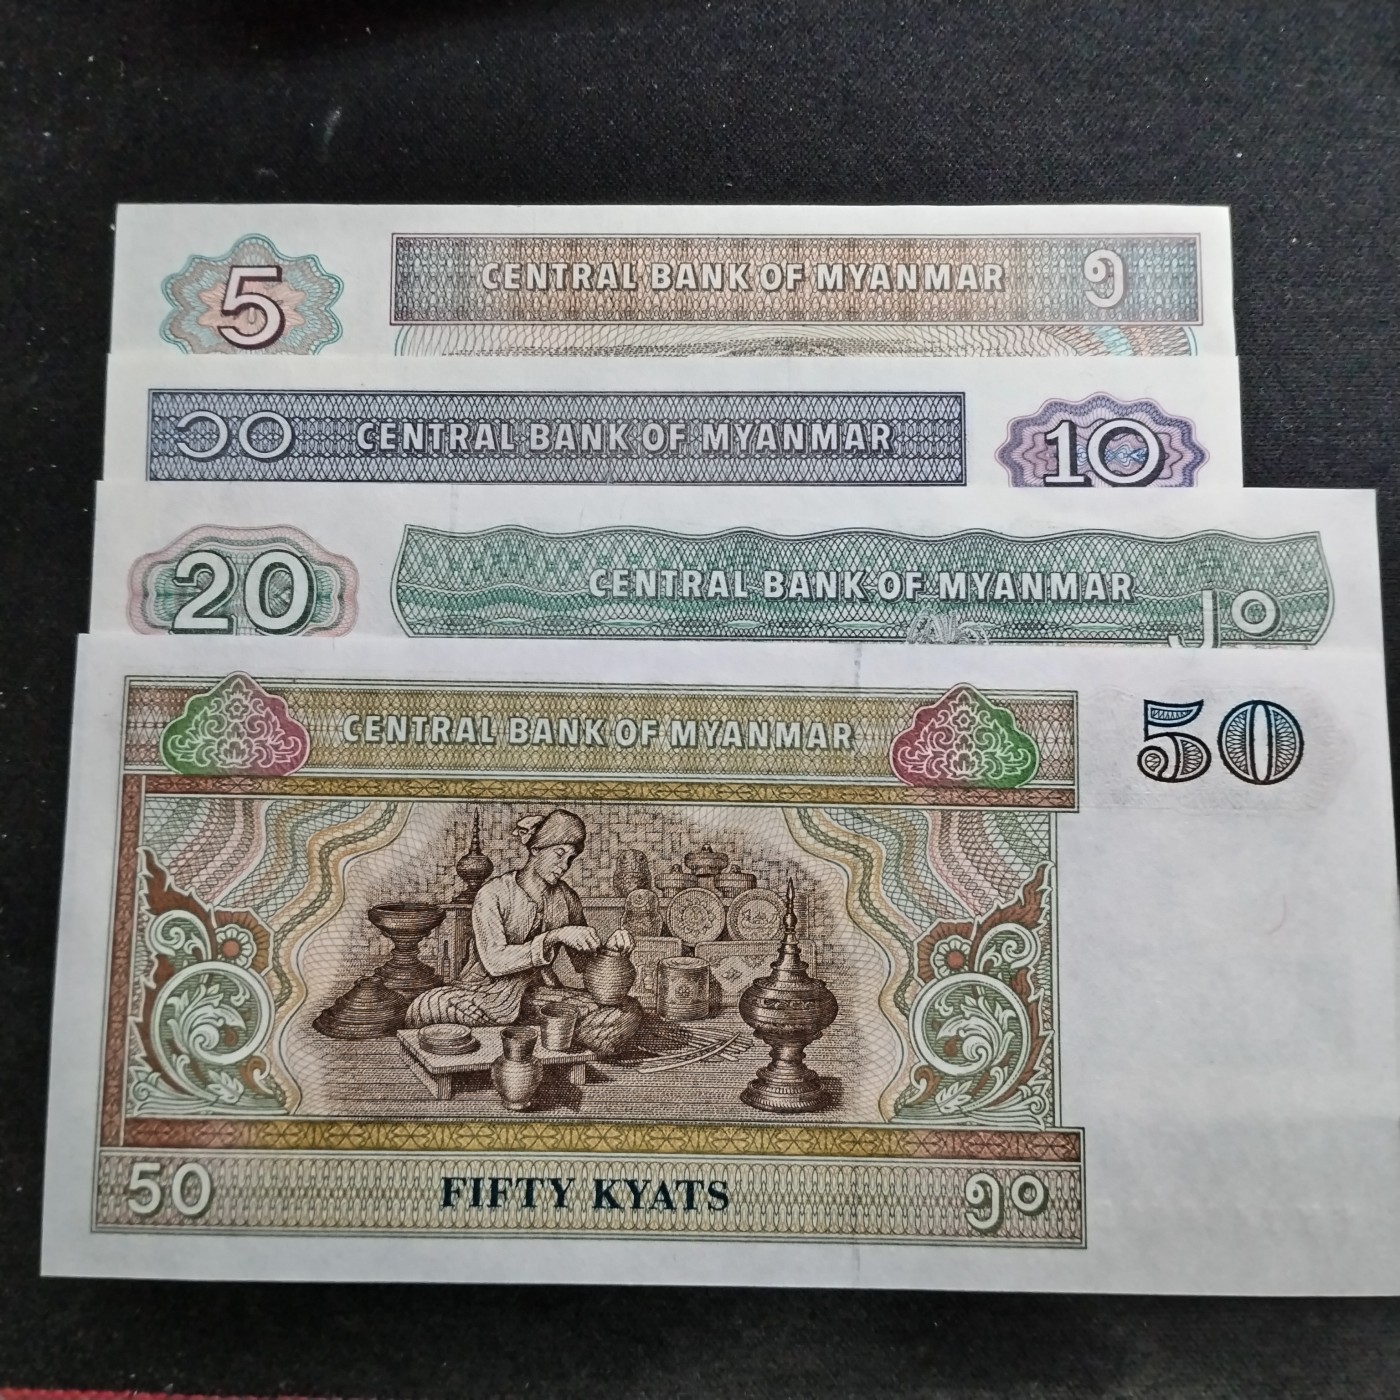 5 CENTRAL BANK OF MYANMAR ၅
၁၀ CENTRAL BANK OF MYANMAR 10
20 CENTRAL BANK OF MYANMAR ၂၀
CENTRAL BANK OF MYANMAR 50
50 FIFTY KYATS ၅၀